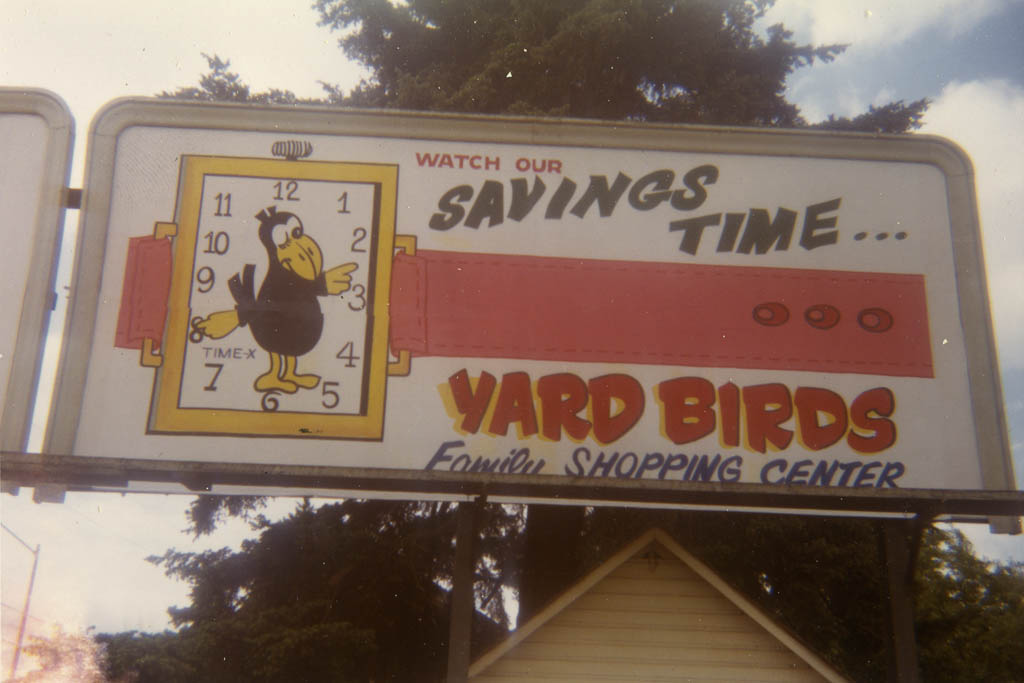 WATCH OUR
SAVINGS
TIME...
12
11
1
10
2
9
3
8
TIME-X
4
7
5
6
YARD BIRDS
Family SHOPPING CENTER